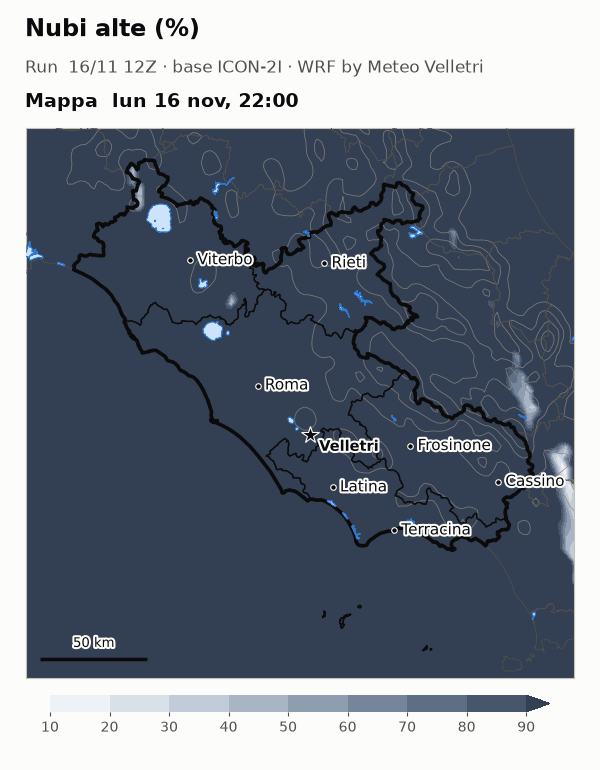 Nubi alte (%)
Run 16/11 12Z · base ICON-2I · WRF by Meteo Velletri
Mappa lun 16 nov, 22:00
Viterbo
Rieti
Roma
Velletri
Frosinone
Cassino
Latina
Terracina
50 km
10 20 30 40 50 60 70 80 90